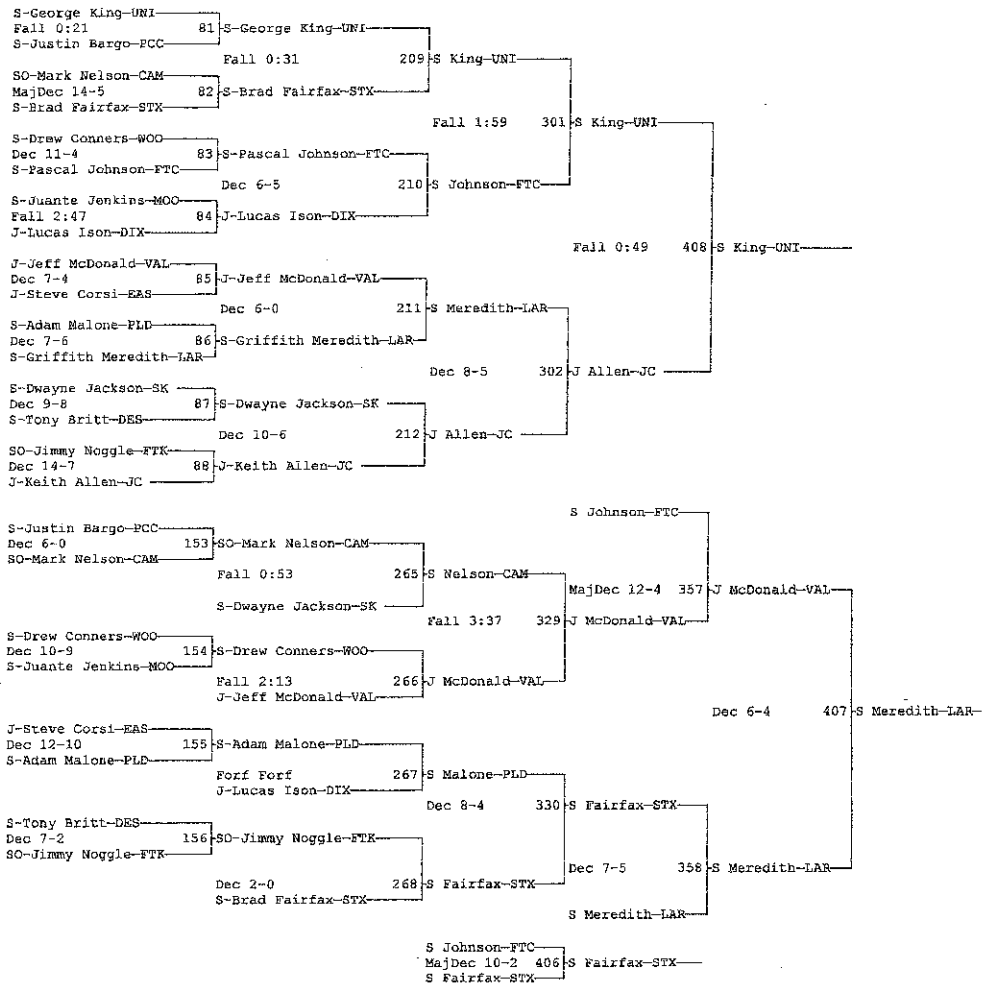 S-George King-UNI
Fall 0:21 81 S-George King-UNI
S-Justin Bargo-PCC
Fall 0:31 209 S King-UNI
SO-Mark Nelson-CAM
MajDec 14-5 82 S-Brad Fairfax-STX
S-Brad Fairfax-STX
Fall 1:59 301 S King-UNI
S-Drew Conners-WOO
Dec 11-4 83 S-Pascal Johnson-FTC
S-Pascal Johnson-FTC
Dec 6-5 210 S Johnson-FTC
S-Juante Jenkins-MOO
Fall 2:47 84 J-Lucas Ison-DIX
J-Lucas Ison-DIX
Fall 0:49 408 S King-UNI
J-Jeff McDonald-VAL
Dec 7-4 85 J-Jeff McDonald-VAL
J-Steve Corsi-EAS
Dec 6-0 211 S Meredith-LAR
S-Adam Malone-PLD
Dec 7-6 86 S-Griffith Meredith-LAR
S-Griffith Meredith-LAR
Dec 8-5 302 J Allen-JC
S-Dwayne Jackson-SK
Dec 9-8 87 S-Dwayne Jackson-SK
S-Tony Britt-DES
Dec 10-6 212 J Allen-JC
SO-Jimmy Noggle-FTK
Dec 14-7 88 J-Keith Allen-JC
J-Keith Allen-JC
S Johnson-FTC
S-Justin Bargo-PCC
Dec 6-0 153 SO-Mark Nelson-CAM
SO-Mark Nelson-CAM
Fall 0:53 265 S Nelson-CAM
MajDec 12-4 357 J McDonald-VAL
S-Dwayne Jackson-SK
Fall 3:37 329 J McDonald-VAL
S-Drew Conners-WOO
Dec 10-9 154 S-Drew Conners-WOO
S-Juante Jenkins-MOO
Fall 2:13 266 J McDonald-VAL
J-Jeff McDonald-VAL
Dec 6-4 407 S Meredith-LAR
J-Steve Corsi-EAS
Dec 12-10 155 S-Adam Malone-PLD
S-Adam Malone-PLD
Forf Forf 267 S Malone-PLD
J-Lucas Ison-DIX
Dec 8-4 330 S Fairfax-STX
S-Tony Britt-DES
Dec 7-2 156 SO-Jimmy Noggle-FTK
SO-Jimmy Noggle-FTK
Dec 7-5 358 S Meredith-LAR
Dec 2-0 268 S Fairfax-STX
S-Brad Fairfax-STX
S Meredith-LAR
S Johnson-FTC
MajDec 10-2 406 S Fairfax-STX
S Fairfax-STX